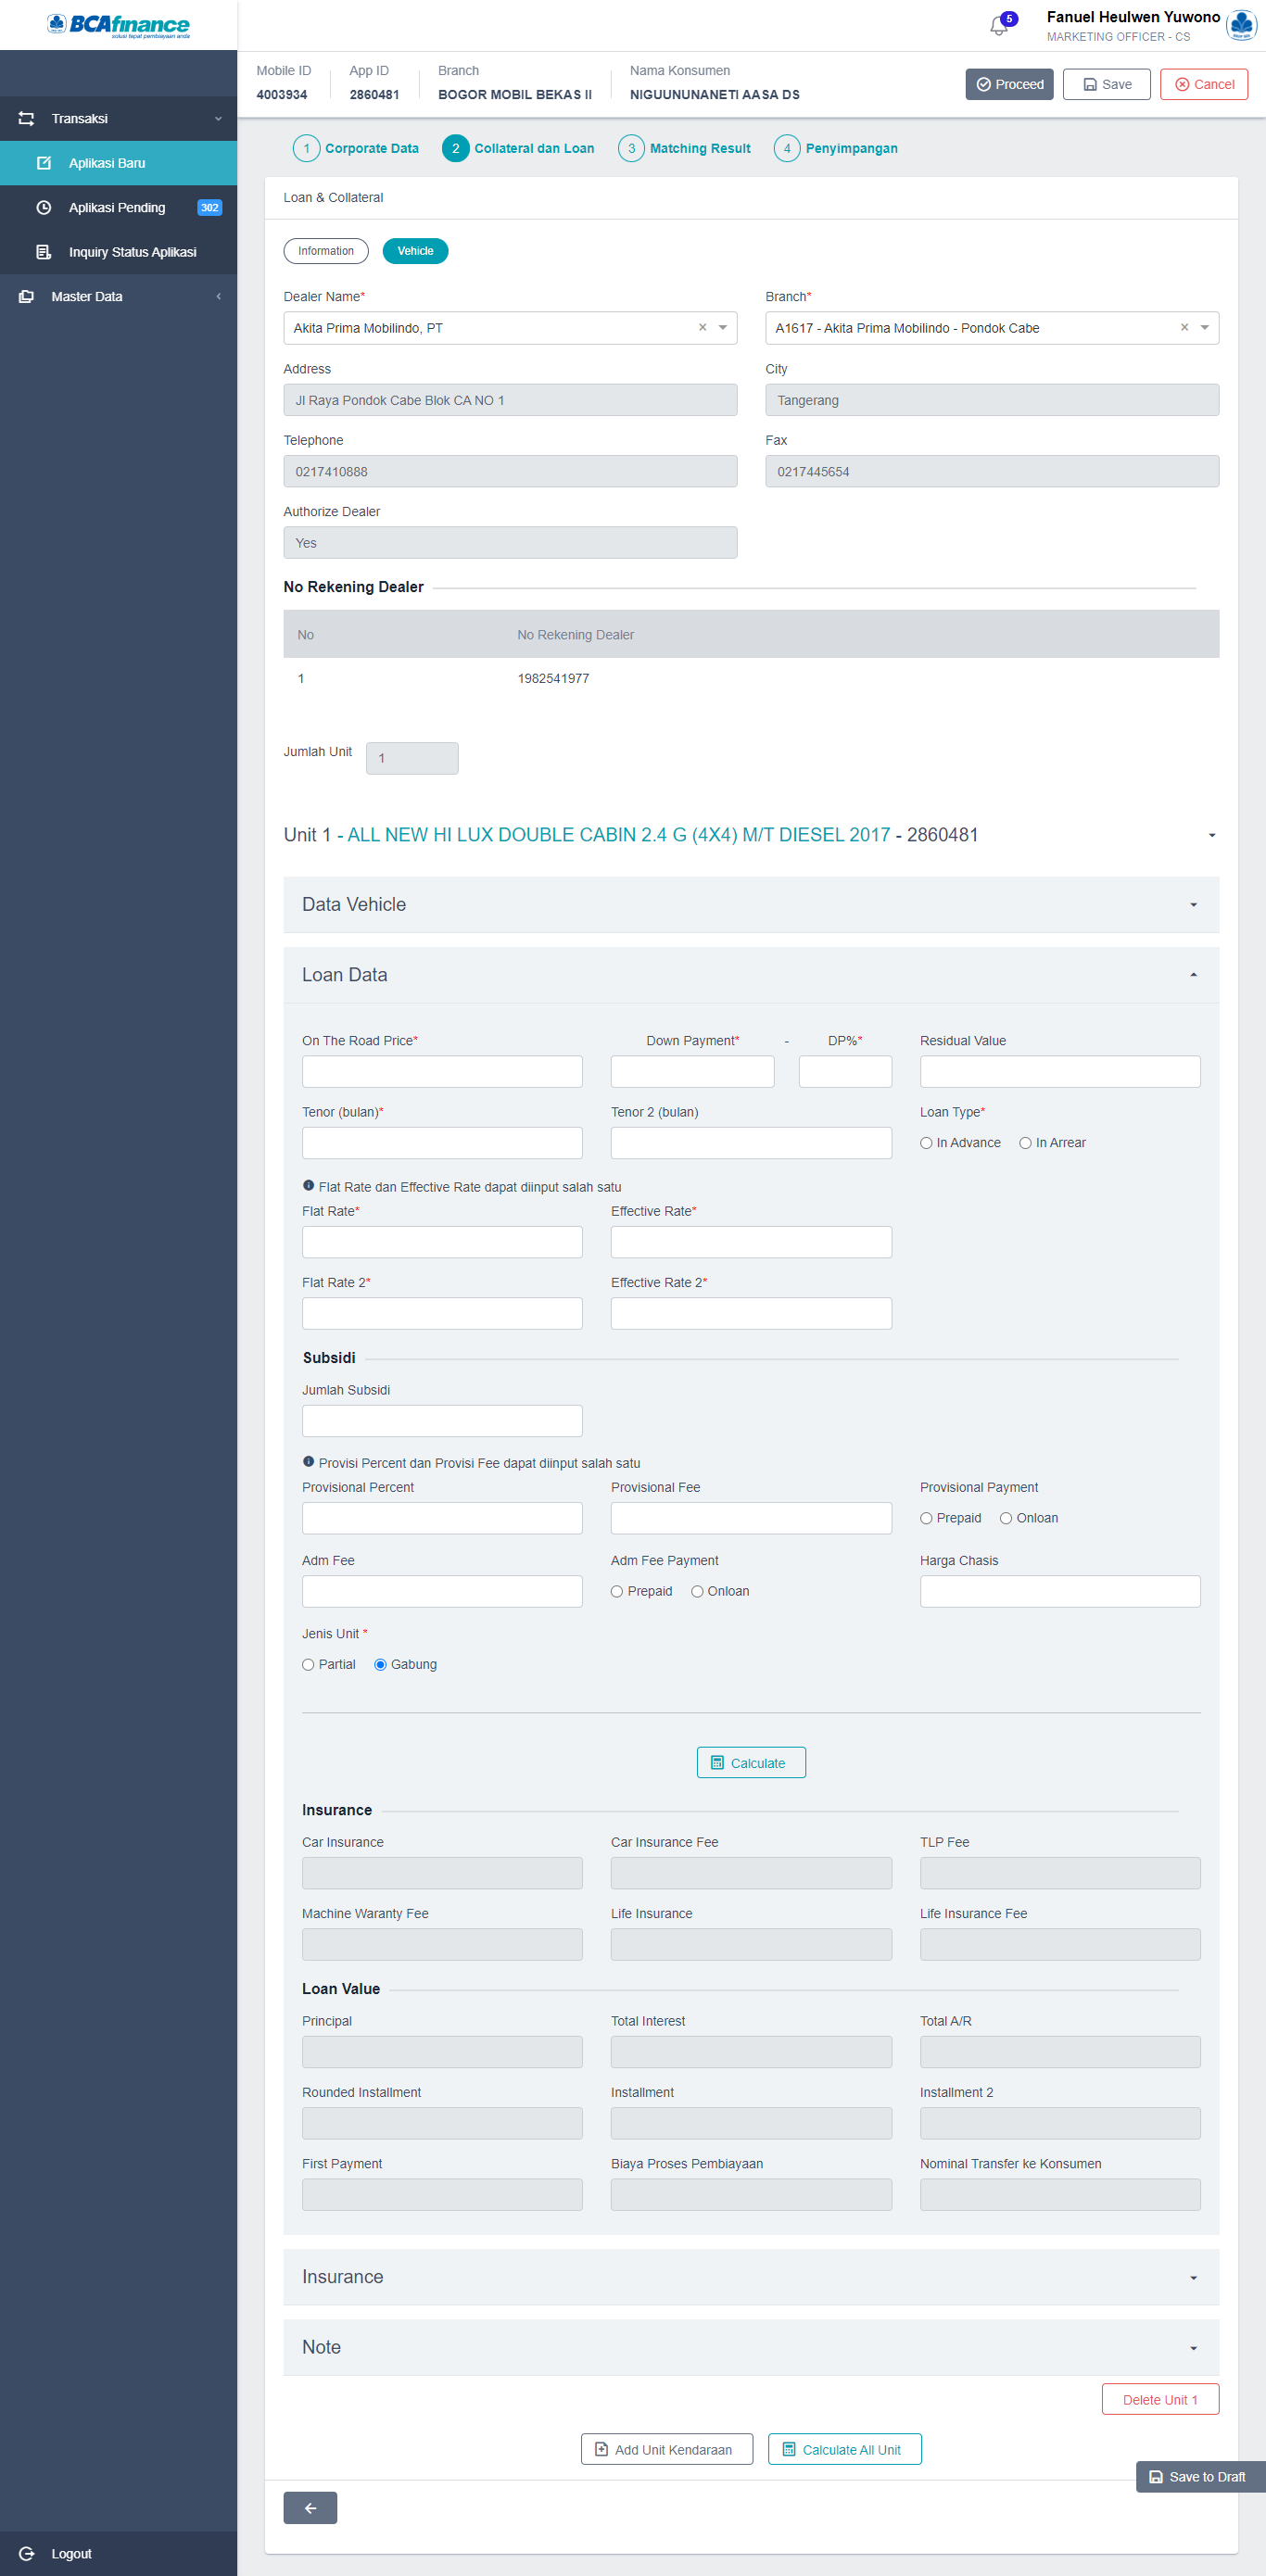 BCAfinance
solusi tepat pembiayaan anda
5
Fanuel Heulwen Yuwono
MARKETING OFFICER - CS
Mobile ID
4003934
App ID
2860481
Branch
BOGOR MOBIL BEKAS II
Nama Konsumen
NIGUUNUNANETI AASA DS
Proceed
Save
Cancel
Transaksi
Aplikasi Baru
Aplikasi Pending 302
Inquiry Status Aplikasi
Master Data
1 Corporate Data
2 Collateral dan Loan
3 Matching Result
4 Penyimpangan
Loan & Collateral
Information
Vehicle
Dealer Name*
Branch*
Akita Prima Mobilindo, PT
A1617 - Akita Prima Mobilindo - Pondok Cabe
Address
City
Jl Raya Pondok Cabe Blok CA NO 1
Tangerang
Telephone
Fax
0217410888
0217445654
Authorize Dealer
Yes
No Rekening Dealer
No
No Rekening Dealer
1
1982541977
Jumlah Unit 1
Unit 1 - ALL NEW HI LUX DOUBLE CABIN 2.4 G (4X4) M/T DIESEL 2017 - 2860481
Data Vehicle
Loan Data
On The Road Price*
Down Payment* - DP%*
Residual Value
Tenor (bulan)*
Tenor 2 (bulan)
Loan Type*
In Advance
In Arrear
Flat Rate dan Effective Rate dapat diinput salah satu
Flat Rate*
Effective Rate*
Flat Rate 2*
Effective Rate 2*
Subsidi
Jumlah Subsidi
Provisi Percent dan Provisi Fee dapat diinput salah satu
Provisional Percent
Provisional Fee
Provisional Payment
Prepaid
Onloan
Adm Fee
Adm Fee Payment
Harga Chasis
Prepaid
Onloan
Jenis Unit *
Partial
Gabung
Calculate
Insurance
Car Insurance
Car Insurance Fee
TLP Fee
Machine Waranty Fee
Life Insurance
Life Insurance Fee
Loan Value
Principal
Total Interest
Total A/R
Rounded Installment
Installment
Installment 2
First Payment
Biaya Proses Pembiayaan
Nominal Transfer ke Konsumen
Insurance
Note
Delete Unit 1
Add Unit Kendaraan
Calculate All Unit
Save to Draft
Logout